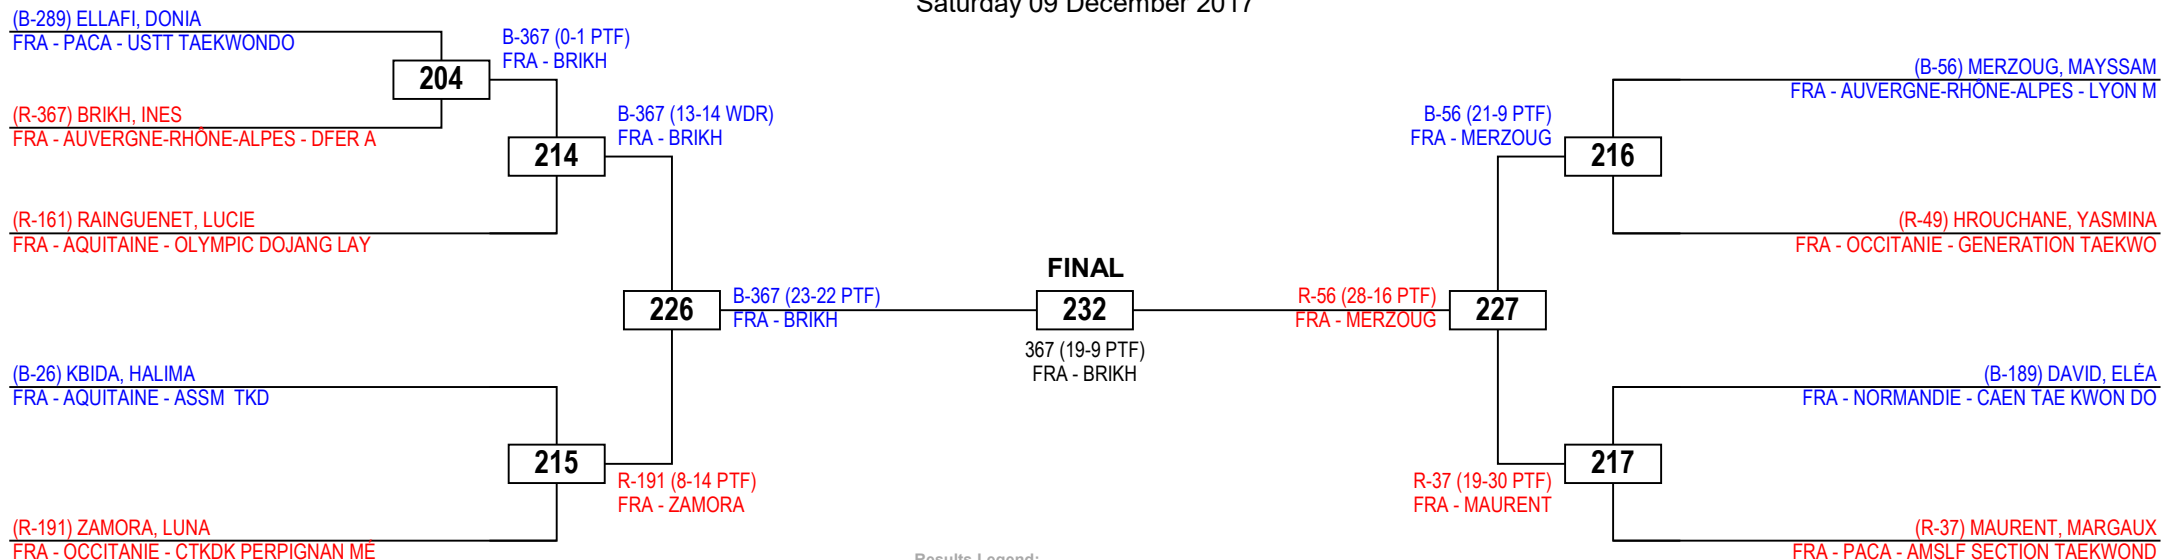 Saturday 09 December 2017
(B-289) ELLAFI, DONIA
FRA - PACA - USTT TAEKWONDO
B-367 (0-1 PTF)
FRA - BRIKH
204
(R-367) BRIKH, INES
FRA - AUVERGNE-RHÔNE-ALPES - DFER A
B-367 (13-14 WDR)
FRA - BRIKH
214
(R-161) RAINGUENET, LUCIE
FRA - AQUITAINE - OLYMPIC DOJANG LAY
226
B-367 (23-22 PTF)
FRA - BRIKH
(B-26) KBIDA, HALIMA
FRA - AQUITAINE - ASSM TKD
215
R-191 (8-14 PTF)
FRA - ZAMORA
(R-191) ZAMORA, LUNA
FRA - OCCITANIE - CTKDK PERPIGNAN MÉ
FINAL
232
367 (19-9 PTF)
FRA - BRIKH
(B-56) MERZOUG, MAYSSAM
FRA - AUVERGNE-RHÔNE-ALPES - LYON M
B-56 (21-9 PTF)
FRA - MERZOUG
216
(R-49) HROUCHANE, YASMINA
FRA - OCCITANIE - GENERATION TAEKWO
R-56 (28-16 PTF)
FRA - MERZOUG
227
(B-189) DAVID, ELÉA
FRA - NORMANDIE - CAEN TAE KWON DO
217
R-37 (19-30 PTF)
FRA - MAURENT
(R-37) MAURENT, MARGAUX
FRA - PACA - AMSLF SECTION TAEKWOND
Results Legend: